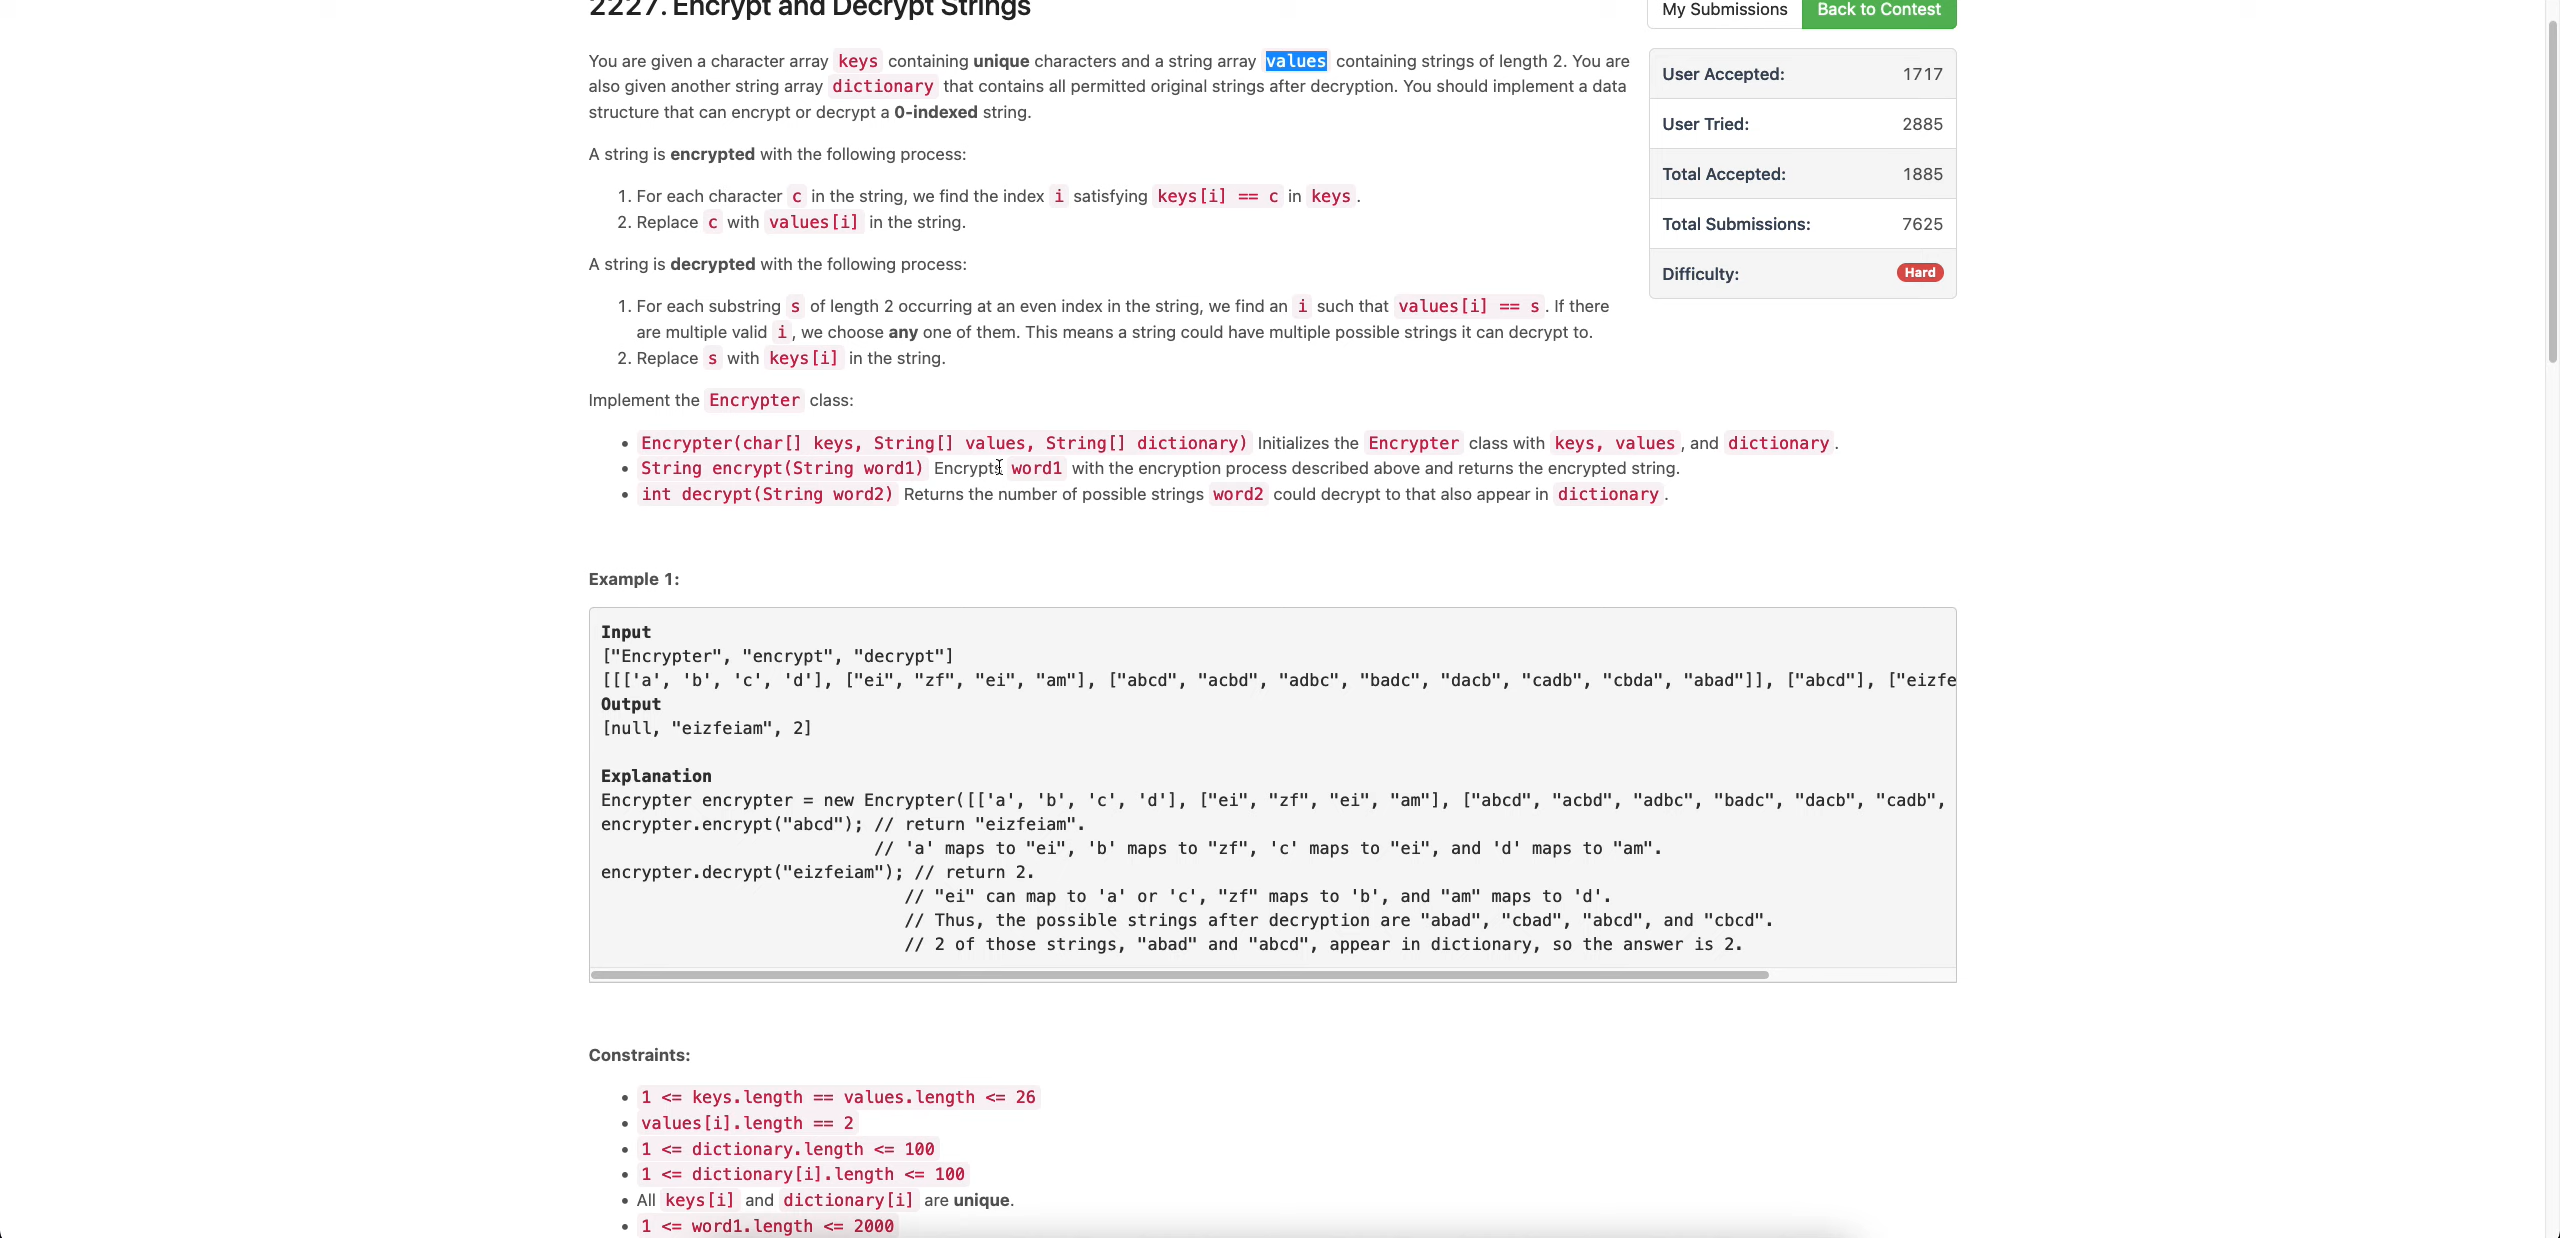 2227. Encrypt and Decrypt Strings
My Submissions
Back to Contest
You are given a character array keys containing unique characters and a string array values containing strings of length 2. You are
also given another string array dictionary that contains all permitted original strings after decryption. You should implement a data
structure that can encrypt or decrypt a 0-indexed string.
User Accepted: 1717
User Tried: 2885
Total Accepted: 1885
Total Submissions: 7625
Difficulty: Hard
A string is encrypted with the following process:
1. For each character c in the string, we find the index i satisfying keys[i] == c in keys.
2. Replace c with values[i] in the string.
A string is decrypted with the following process:
1. For each substring s of length 2 occurring at an even index in the string, we find an i such that values[i] == s. If there
are multiple valid i, we choose any one of them. This means a string could have multiple possible strings it can decrypt to.
2. Replace s with keys[i] in the string.
Implement the Encrypter class:
• Encrypter(char[] keys, String[] values, String[] dictionary) Initializes the Encrypter class with keys, values, and dictionary.
• String encrypt(String word1) Encrypts word1 with the encryption process described above and returns the encrypted string.
• int decrypt(String word2) Returns the number of possible strings word2 could decrypt to that also appear in dictionary.
Example 1:
Input
["Encrypter", "encrypt", "decrypt"]
[[['a', 'b', 'c', 'd'], ["ei", "zf", "ei", "am"], ["abcd", "acbd", "adbc", "badc", "dacb", "cadb", "cbda", "abad"]], ["abcd"], ["eizfe
Output
[null, "eizfeiam", 2]
Explanation
Encrypter encrypter = new Encrypter([['a', 'b', 'c', 'd'], ["ei", "zf", "ei", "am"], ["abcd", "acbd", "adbc", "badc", "dacb", "cadb",
encrypter.encrypt("abcd"); // return "eizfeiam".
// 'a' maps to "ei", 'b' maps to "zf", 'c' maps to "ei", and 'd' maps to "am".
encrypter.decrypt("eizfeiam"); // return 2.
// "ei" can map to 'a' or 'c', "zf" maps to 'b', and "am" maps to 'd'.
// Thus, the possible strings after decryption are "abad", "cbad", "abcd", and "cbcd".
// 2 of those strings, "abad" and "abcd", appear in dictionary, so the answer is 2.
Constraints:
• 1 <= keys.length == values.length <= 26
• values[i].length == 2
• 1 <= dictionary.length <= 100
• 1 <= dictionary[i].length <= 100
• All keys[i] and dictionary[i] are unique.
• 1 <= word1.length <= 2000